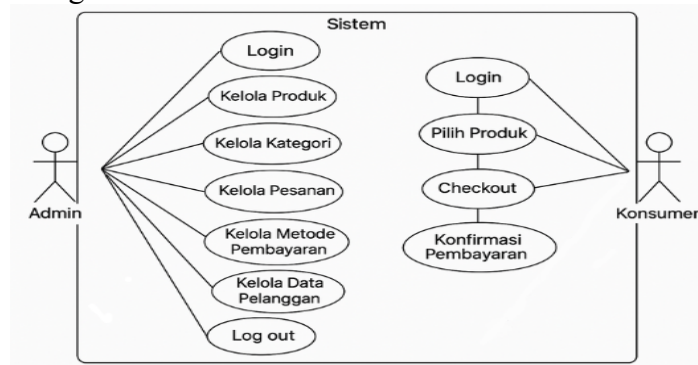 Sistem
Login
Kelola Produk
Kelola Kategori
Kelola Pesanan
Kelola Metode
Pembayaran
Kelola Data
Pelanggan
Log out
Admin
Login
Pilih Produk
Checkout
Konfirmasi
Pembayaran
Konsumen